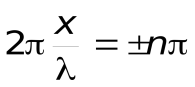 2π x/λ = ±nπ